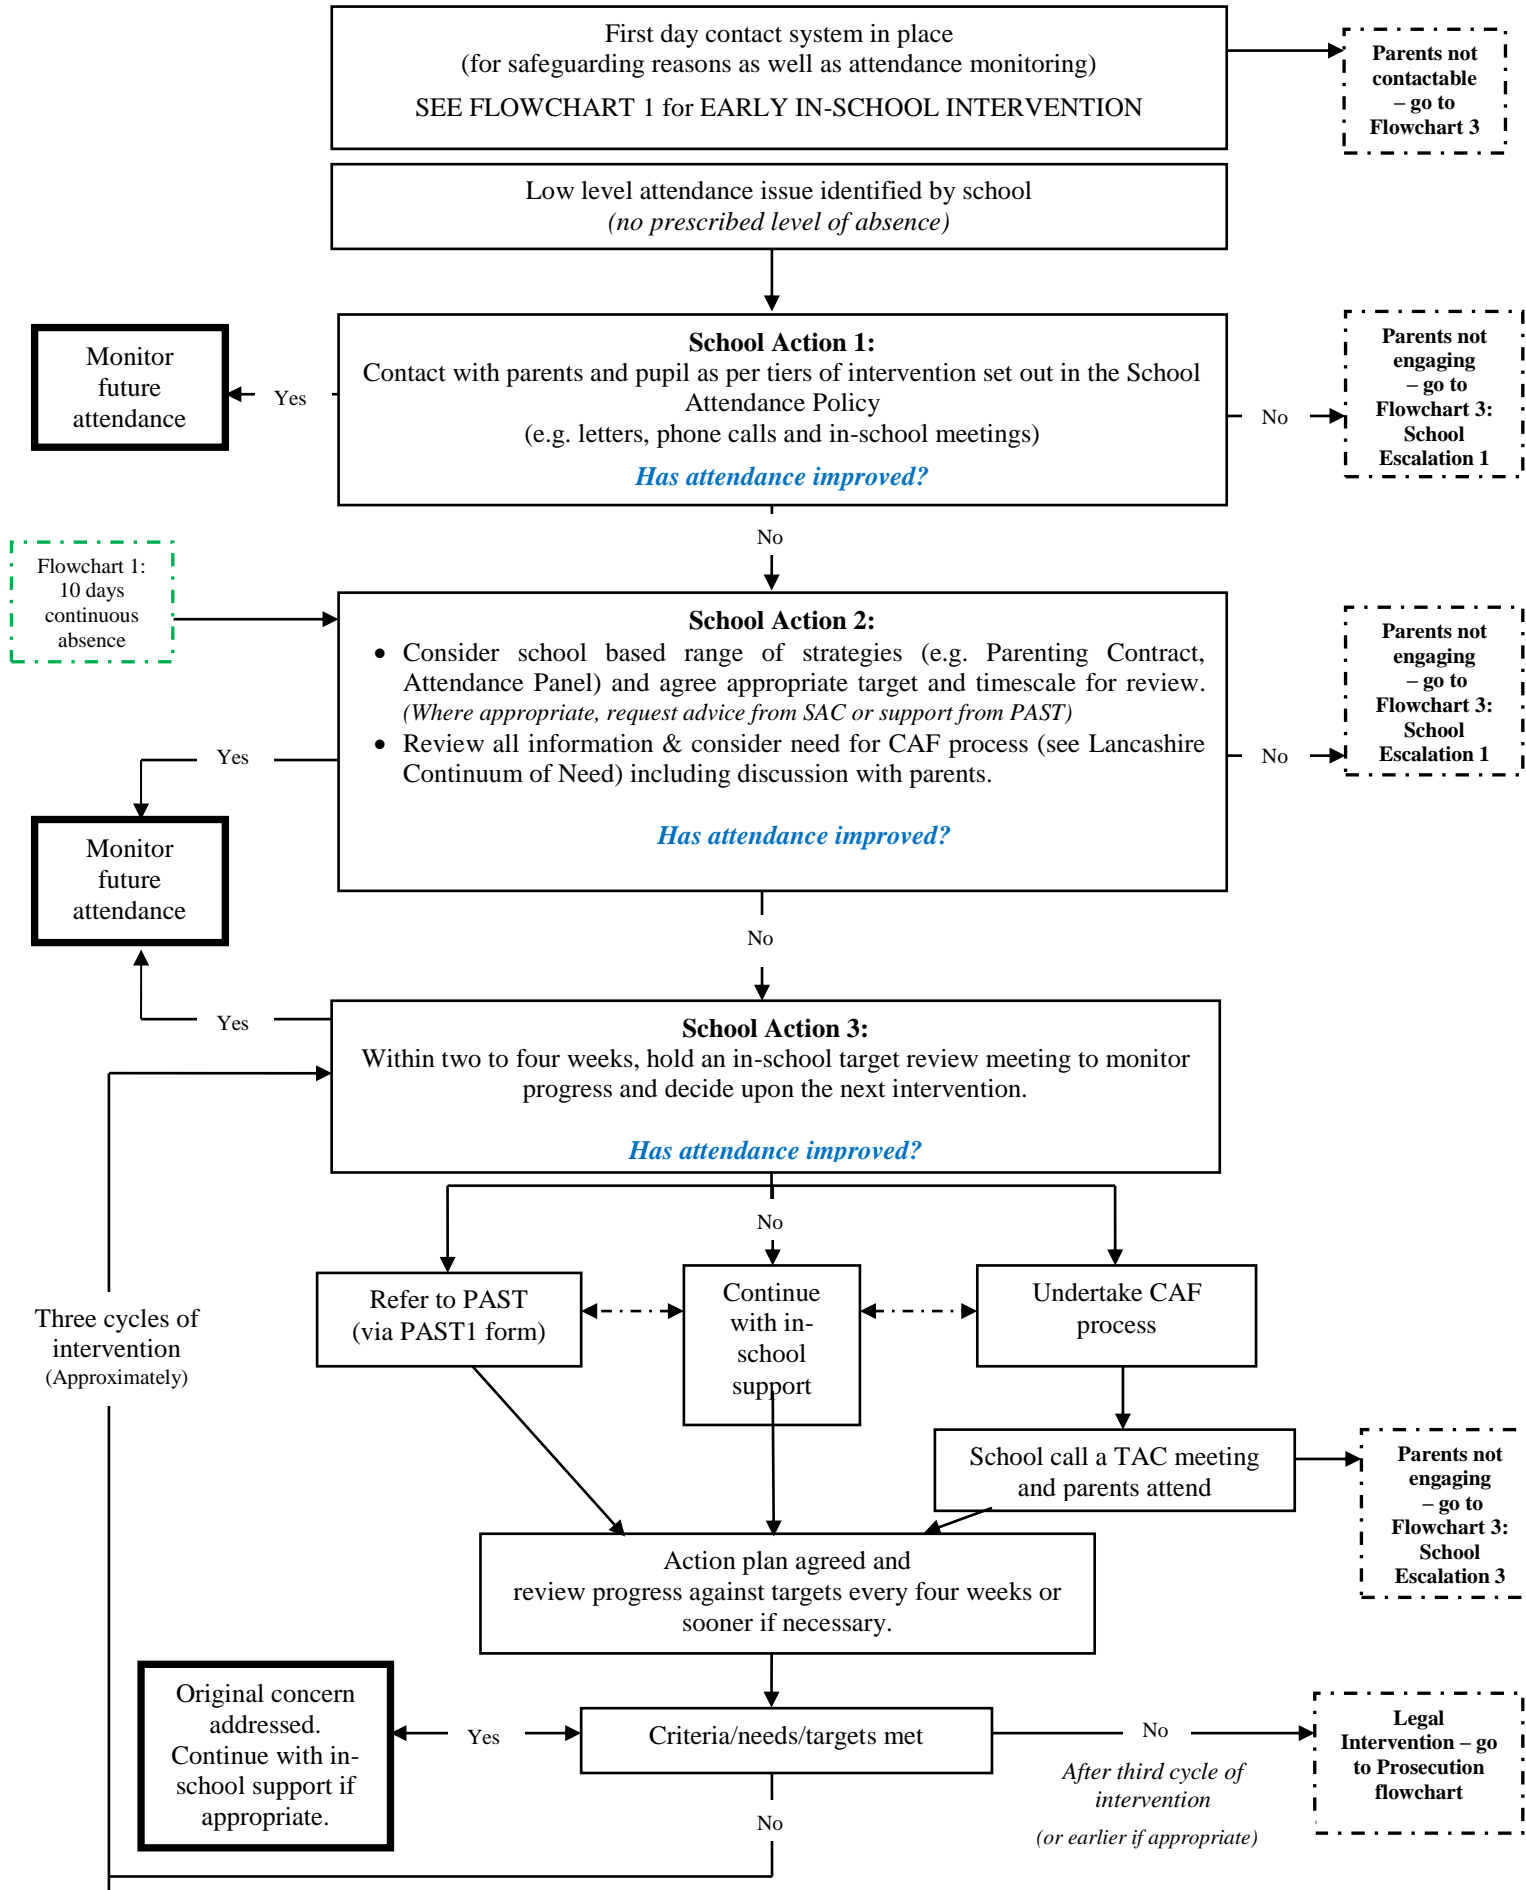 First day contact system in place
(for safeguarding reasons as well as attendance monitoring)
SEE FLOWCHART 1 for EARLY IN-SCHOOL INTERVENTION
Parents not
contactable
– go to
Flowchart 3
Low level attendance issue identified by school
(no prescribed level of absence)
Monitor
future
attendance
Yes
School Action 1:
Contact with parents and pupil as per tiers of intervention set out in the School
Attendance Policy
(e.g. letters, phone calls and in-school meetings)
Has attendance improved?
No
Parents not
engaging
– go to
Flowchart 3:
School
Escalation 1
No
Flowchart 1:
10 days
continuous
absence
School Action 2:
• Consider school based range of strategies (e.g. Parenting Contract,
Attendance Panel) and agree appropriate target and timescale for review.
(Where appropriate, request advice from SAC or support from PAST)
• Review all information & consider need for CAF process (see Lancashire
Continuum of Need) including discussion with parents.
Has attendance improved?
No
Parents not
engaging
– go to
Flowchart 3:
School
Escalation 1
Yes
Monitor
future
attendance
No
Yes
School Action 3:
Within two to four weeks, hold an in-school target review meeting to monitor
progress and decide upon the next intervention.
Has attendance improved?
No
Three cycles of
intervention
(Approximately)
Refer to PAST
(via PAST1 form)
Continue
with in-
school
support
Undertake CAF
process
School call a TAC meeting
and parents attend
Parents not
engaging
– go to
Flowchart 3:
School
Escalation 3
Action plan agreed and
review progress against targets every four weeks or
sooner if necessary.
Original concern
addressed.
Continue with in-
school support if
appropriate.
Yes
Criteria/needs/targets met
No
After third cycle of
intervention
(or earlier if appropriate)
Legal
Intervention – go
to Prosecution
flowchart
No